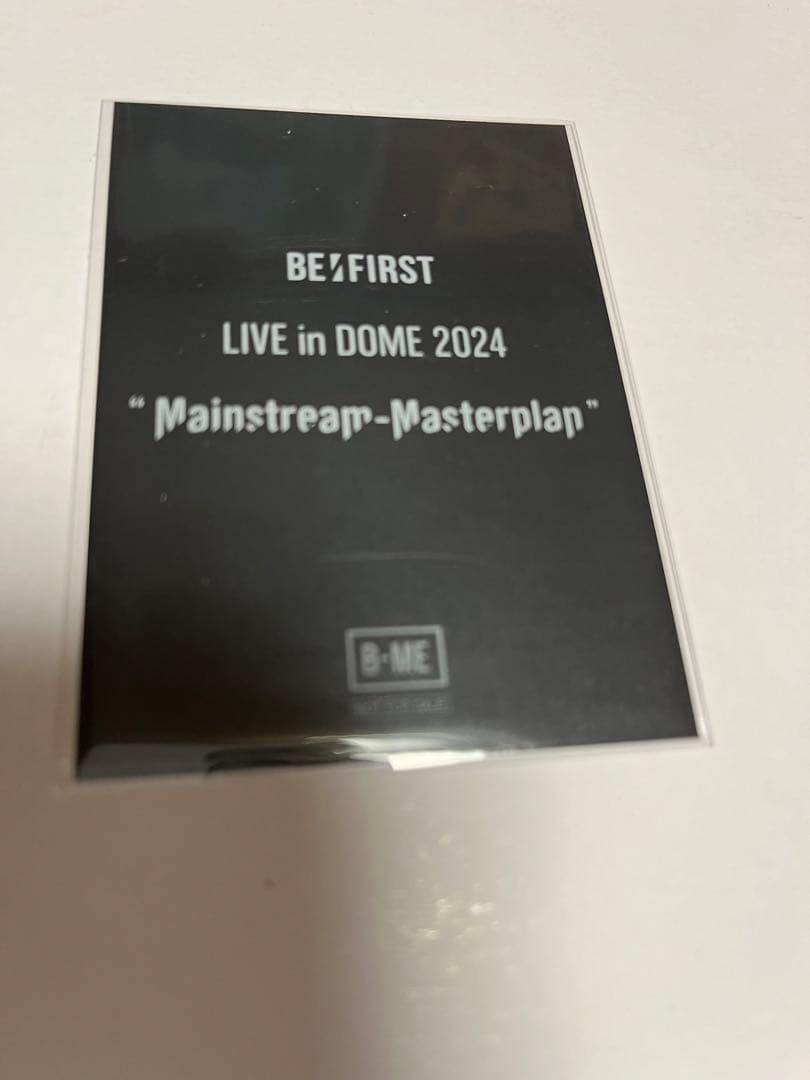 BE:FIRST
LIVE in DOME 2024
“Mainstream-Masterplan”
B-ME